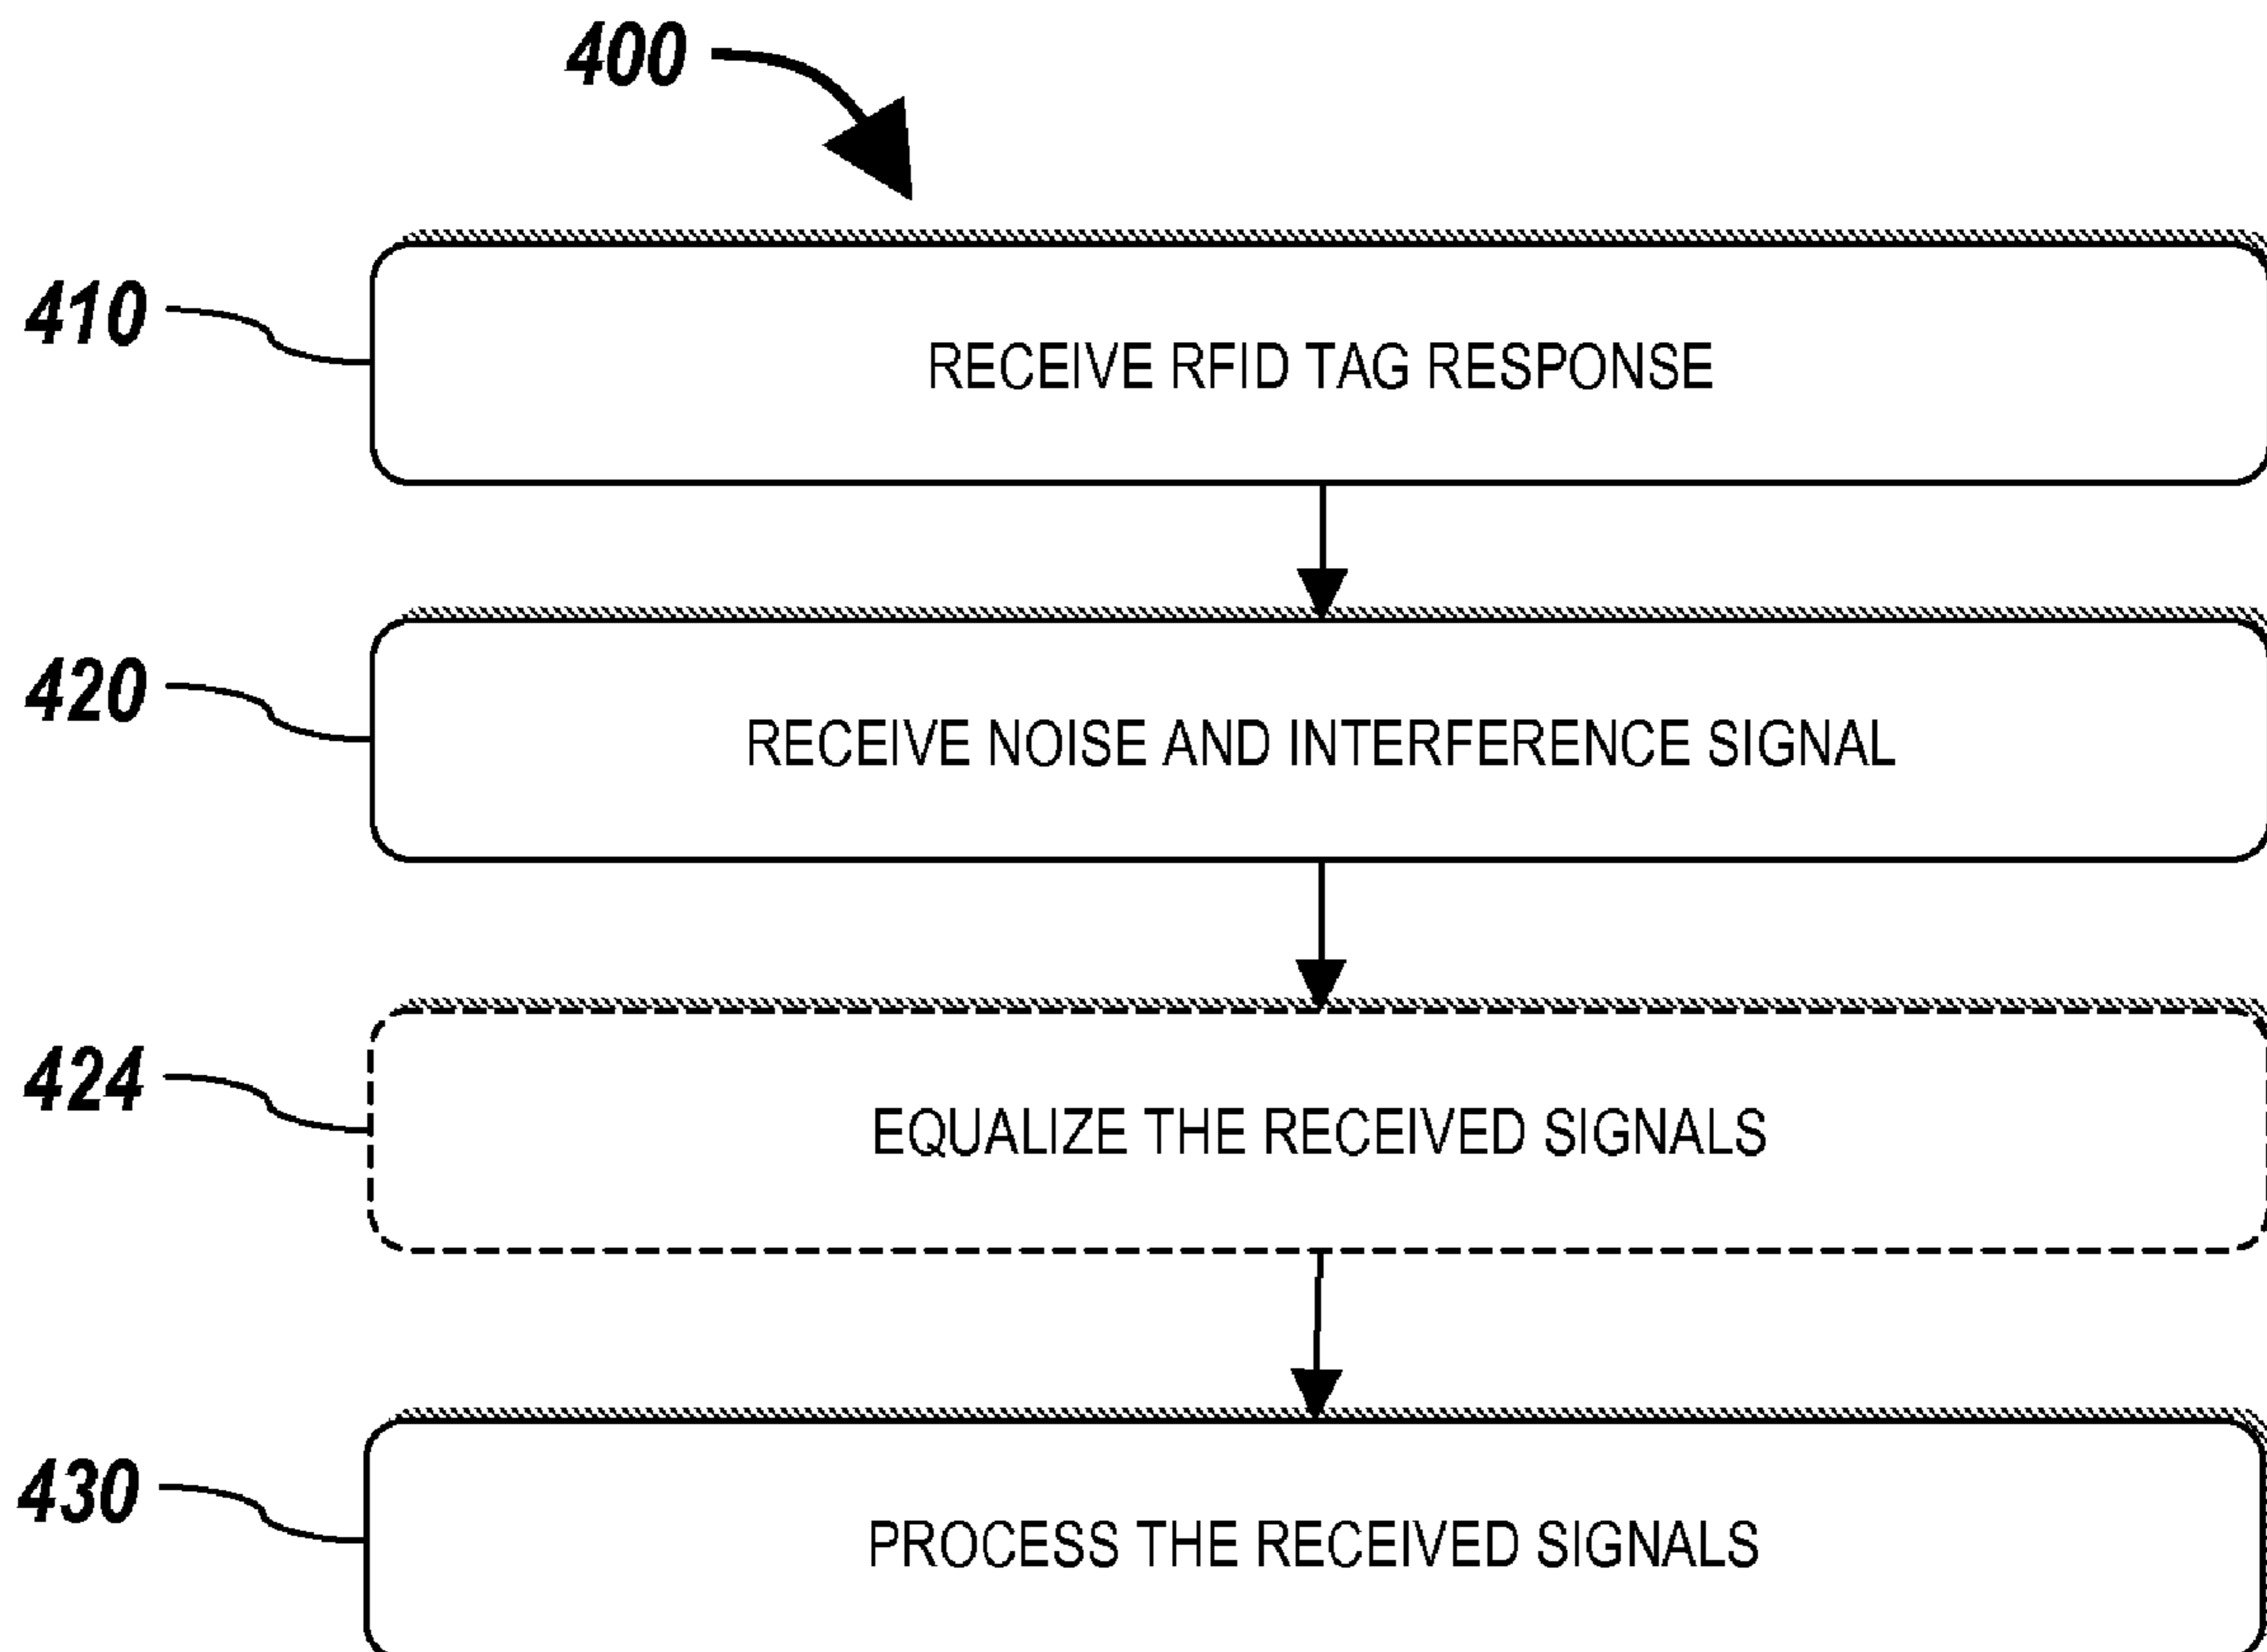 400
410
RECEIVE RFID TAG RESPONSE
420
RECEIVE NOISE AND INTERFERENCE SIGNAL
424
EQUALIZE THE RECEIVED SIGNALS
430
PROCESS THE RECEIVED SIGNALS